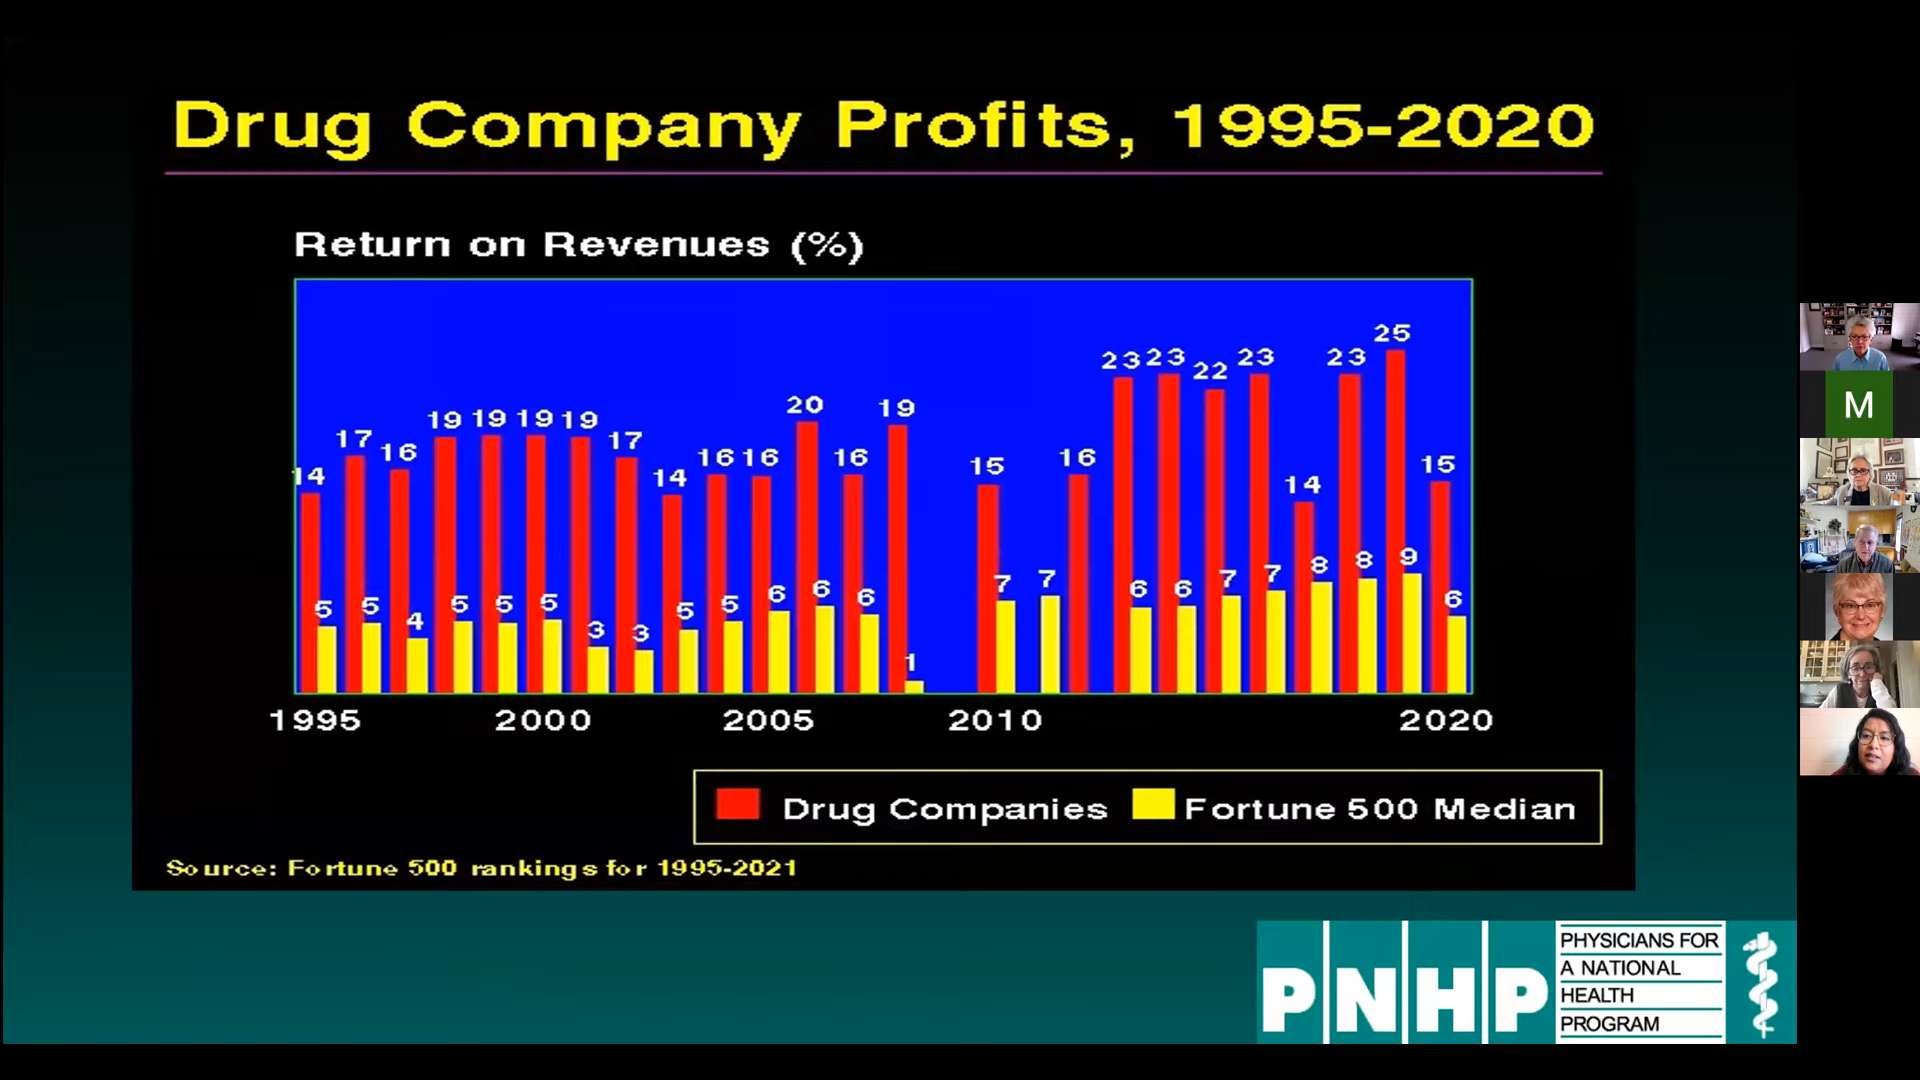 Drug Company Profits, 1995-2020
Return on Revenues (%)
14 17 16 19 19 19 19 17 14 16 16 20 16 19 15 16 23 23 22 23 14 23 25 15
5 5 4 5 5 5 3 3 5 5 6 6 6 1 7 7 6 6 7 7 8 8 9 6
1995 2000 2005 2010 2020
Drug Companies Fortune 500 Median
Source: Fortune 500 rankings for 1995-2021
M
PNHP
PHYSICIANS FOR
A NATIONAL
HEALTH
PROGRAM